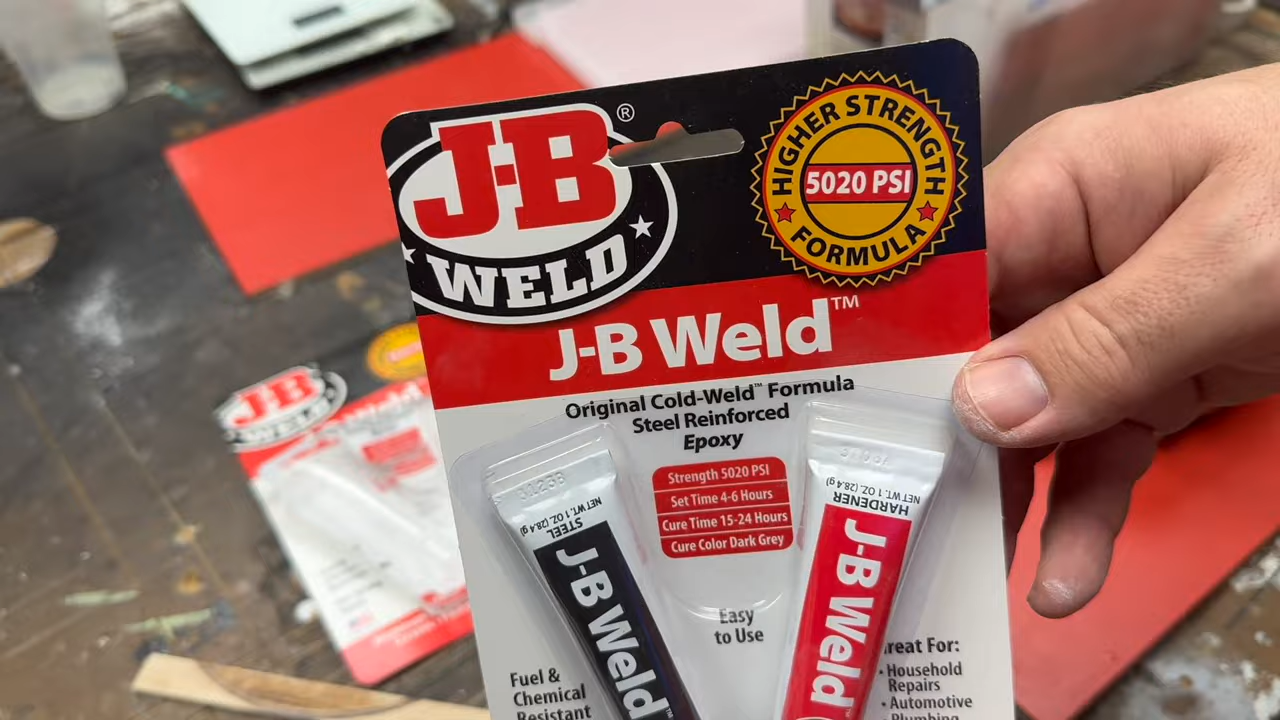 J-B
®
WELD
HIGHER STRENGTH
5020 PSI
FORMULA
J-B Weld™
Original Cold-Weld™ Formula
Steel Reinforced
Epoxy
Strength 5020 PSI
Set Time 4-6 Hours
Cure Time 15-24 Hours
Cure Color Dark Grey
NET WT. 1 OZ. (28.4 g)
STEEL
J-B Weld™
NET WT. 1 OZ. (28.4 g)
HARDENER
J-B Weld
Easy
to Use
Fuel &
Chemical
Resistant
Great For:
• Household
Repairs
• Automotive
• Plumbing
J-B
WELD